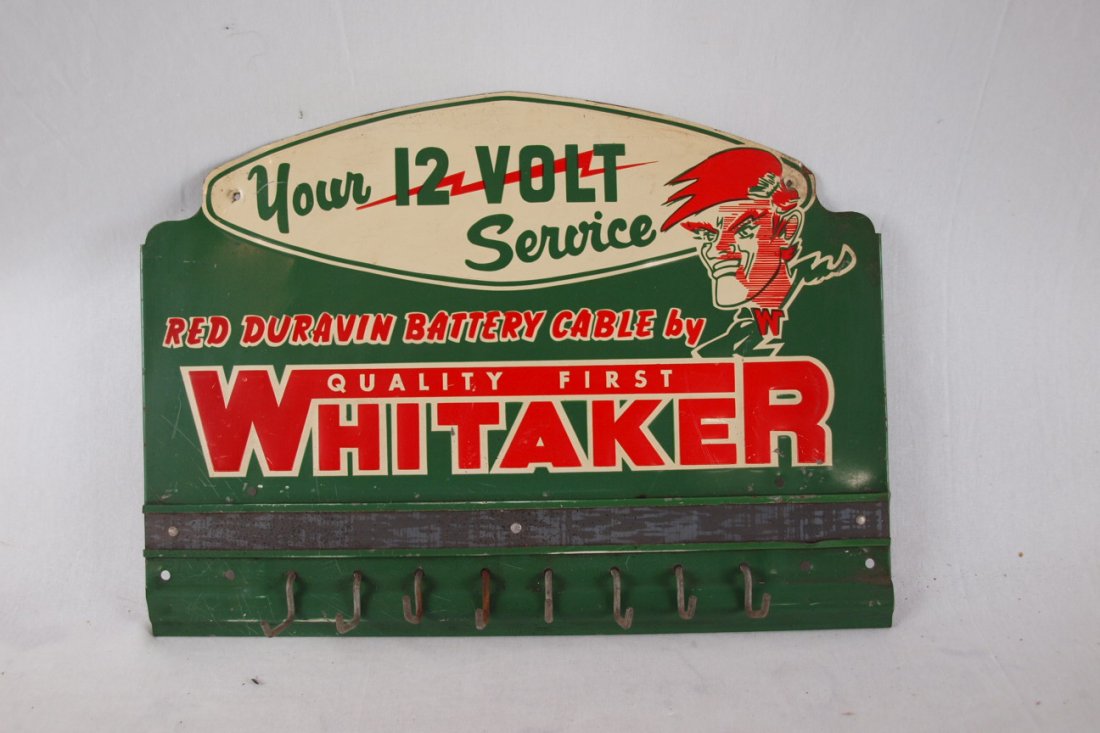 Your 12 VOLT
Service
RED DURAVIN BATTERY CABLE by
W
QUALITY FIRST
WHITAKER